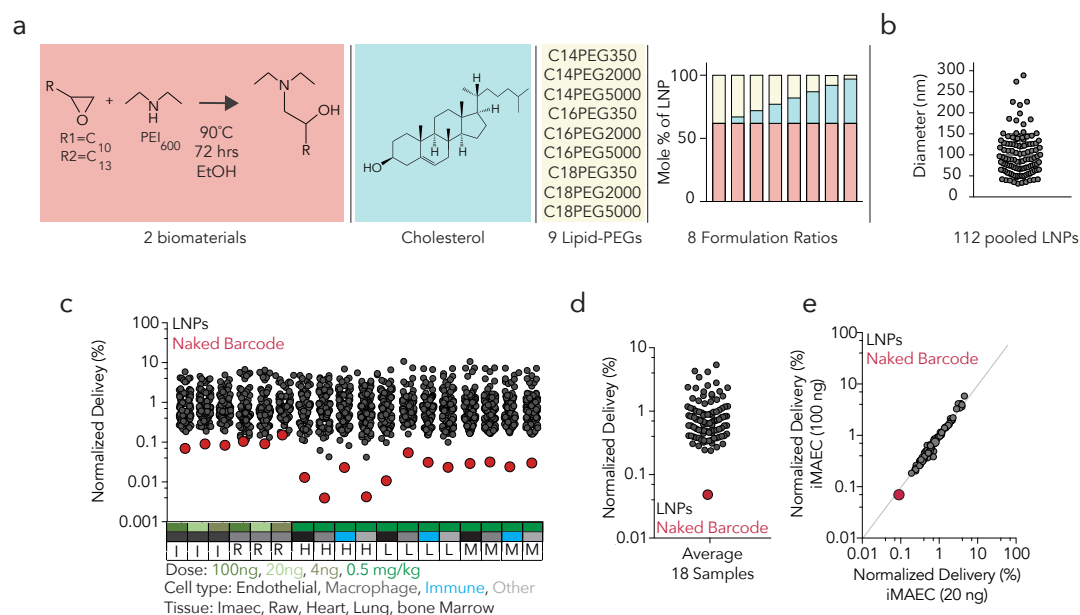 a
R
O
R1=C
10
R2=C
13
+
N
H
PEI
600
90°C
72 hrs
EtOH
N
OH
R
2 biomaterials
H
H
H
HO
Cholesterol
C14PEG350
C14PEG2000
C14PEG5000
C16PEG350
C16PEG2000
C16PEG5000
C18PEG350
C18PEG2000
C18PEG5000
9 Lipid-PEGs
Mole % of LNP
100
50
0
8 Formulation Ratios
b
Diameter (nm)
300
250
200
150
100
50
0
112 pooled LNPs
c
Normalized Delivey (%)
100
10
1
0.1
0.01
0.001
LNPs
Naked Barcode
I I I R R R H H H H L L L L M M M M
Dose: 100ng, 20ng, 4ng, 0.5 mg/kg
Cell type: Endothelial, Macrophage, Immune, Other
Tissue: Imaec, Raw, Heart, Lung, bone Marrow
d
Normalized Delivey (%)
10
1
0.1
0.01
LNPs
Naked Barcode
Average
18 Samples
e
Normalized Delivery (%)
iMAEC (100 ng)
100
10
1
0.1
0.01
LNPs
Naked Barcode
0.01 0.1 1 10 100
Normalized Delivery (%)
iMAEC (20 ng)